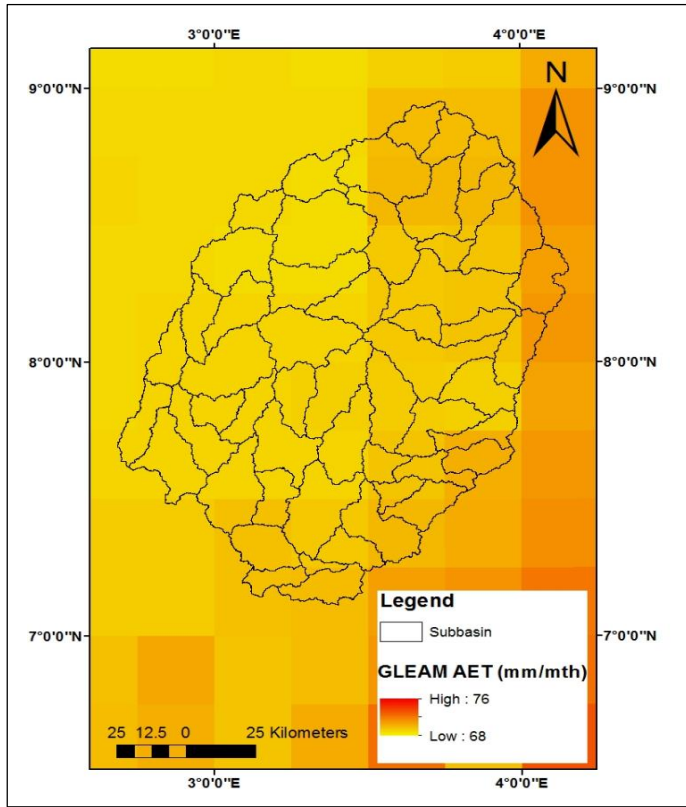 3°0'0"E 4°0'0"E
N
9°0'0"N 9°0'0"N
8°0'0"N 8°0'0"N
7°0'0"N 7°0'0"N
Legend
Subbasin
GLEAM AET (mm/mth)
High : 76
Low : 68
25 12.5 0 25 Kilometers
3°0'0"E 4°0'0"E